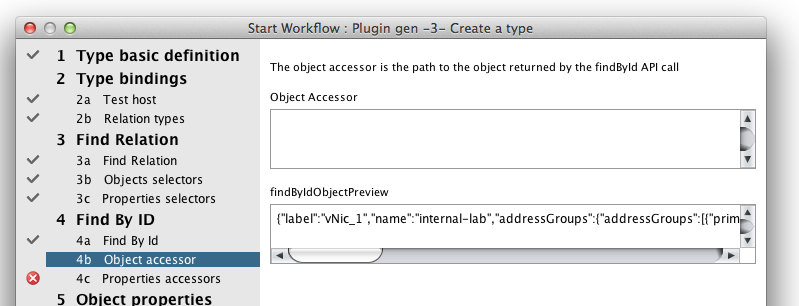 Start Workflow : Plugin gen -3- Create a type
1 Type basic definition
2 Type bindings
2a Test host
2b Relation types
3 Find Relation
3a Find Relation
3b Objects selectors
3c Properties selectors
4 Find By ID
4a Find By Id
4b Object accessor
4c Properties accessors
5 Object properties
The object accessor is the path to the object returned by the findById API call
Object Accessor
findByIdObjectPreview
{"label":"vNic_1","name":"internal-lab","addressGroups":{"addressGroups":[{"prim